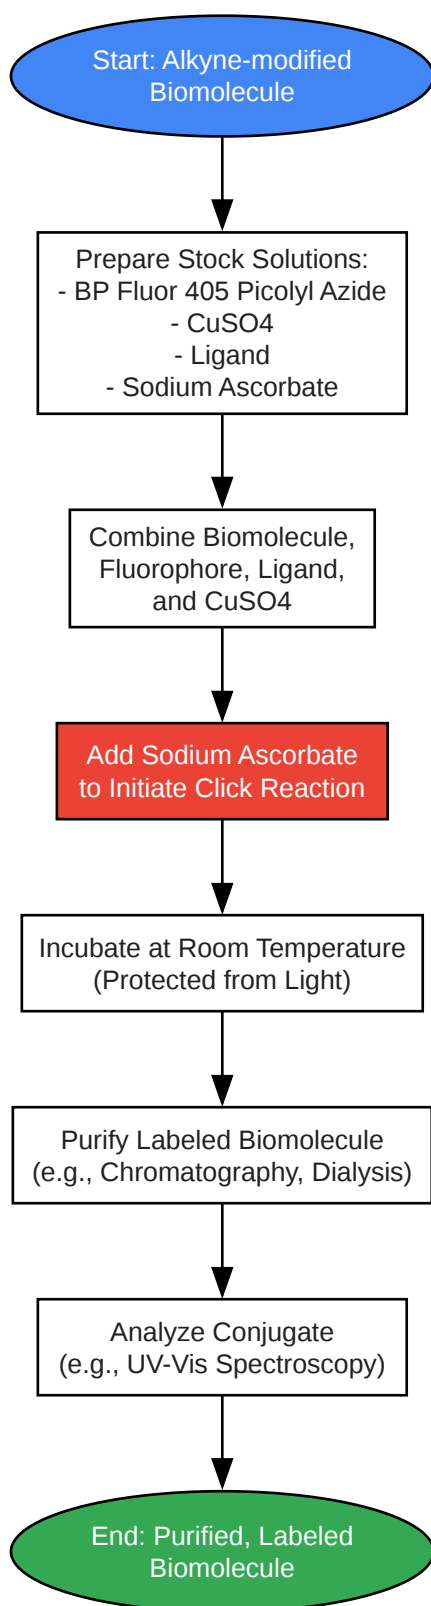 Start: Alkyne-modified
Biomolecule
Prepare Stock Solutions:
- BP Fluor 405 Picolyl Azide
- CuSO4
- Ligand
- Sodium Ascorbate
Combine Biomolecule,
Fluorophore, Ligand,
and CuSO4
Add Sodium Ascorbate
to Initiate Click Reaction
Incubate at Room Temperature
(Protected from Light)
Purify Labeled Biomolecule
(e.g., Chromatography, Dialysis)
Analyze Conjugate
(e.g., UV-Vis Spectroscopy)
End: Purified, Labeled
Biomolecule